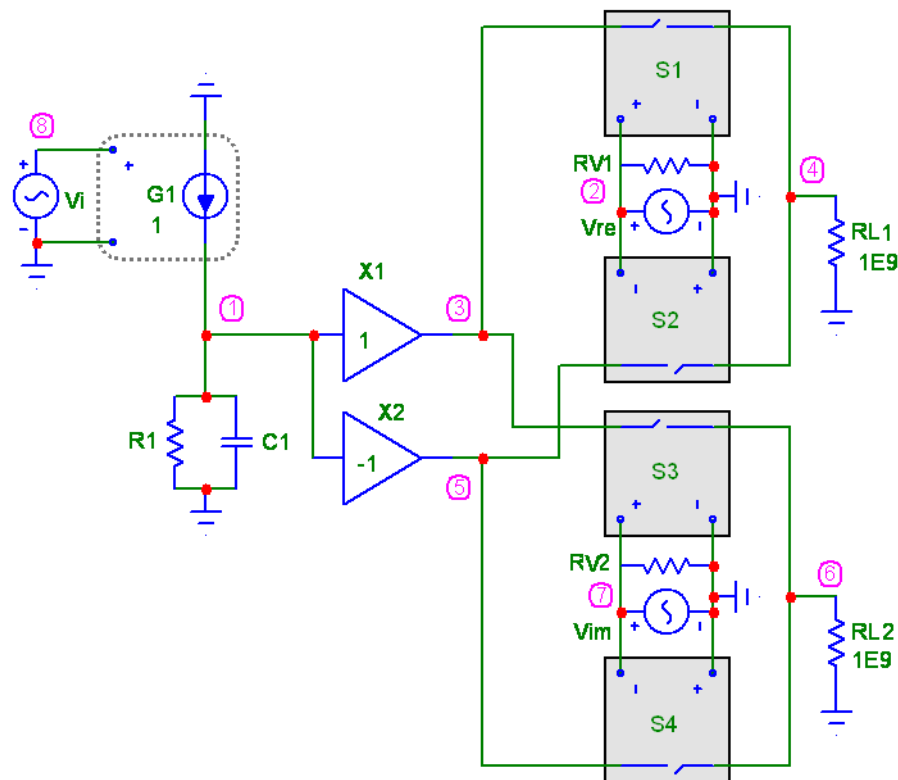 S1
+ -
8
+
Vi
-
+
G1
1
RV1
2
Vre
+ -
4
RL1
1E9
- +
S2
1
X1
1
3
R1
C1
X2
-1
5
S3
+ -
RV2
7
Vim
+ -
6
RL2
1E9
- +
S4